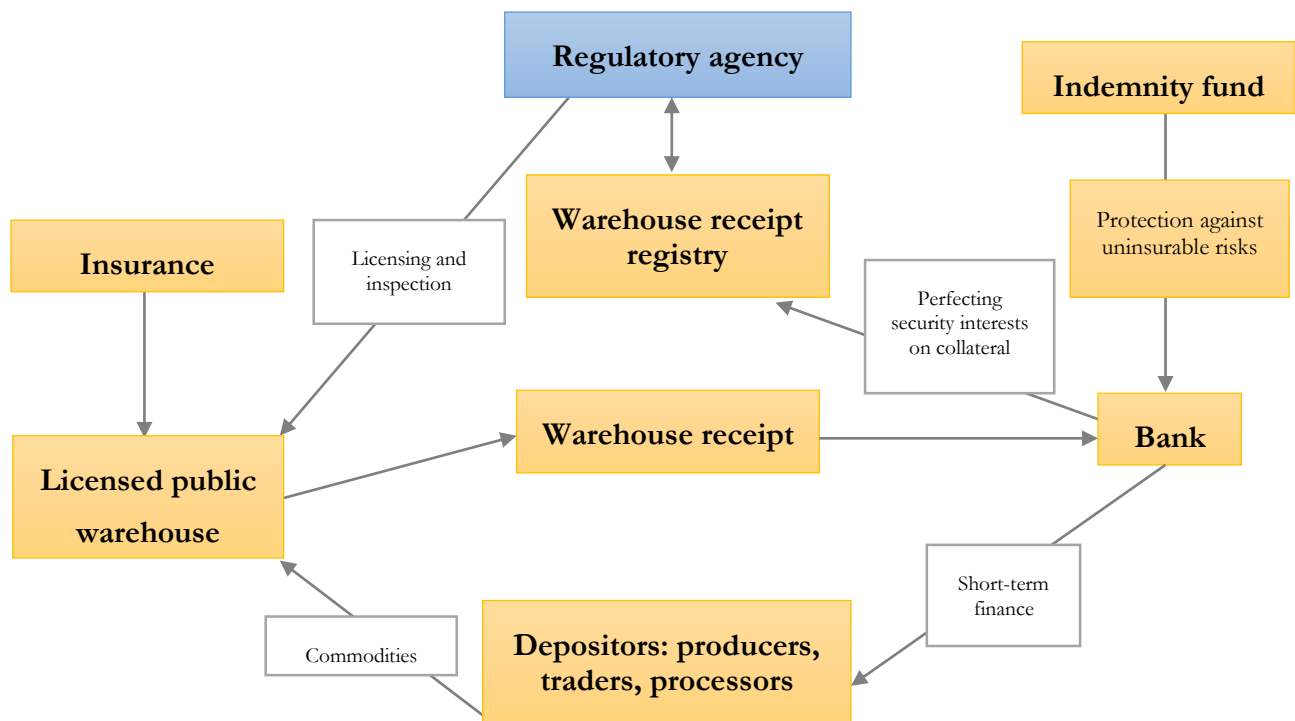 Regulatory agency
Indemnity fund
Warehouse receipt
registry
Protection against
uninsurable risks
Insurance
Licensing and
inspection
Perfecting
security interests
on collateral
Warehouse receipt
Bank
Licensed public
warehouse
Short-term
finance
Depositors: producers,
traders, processors
Commodities